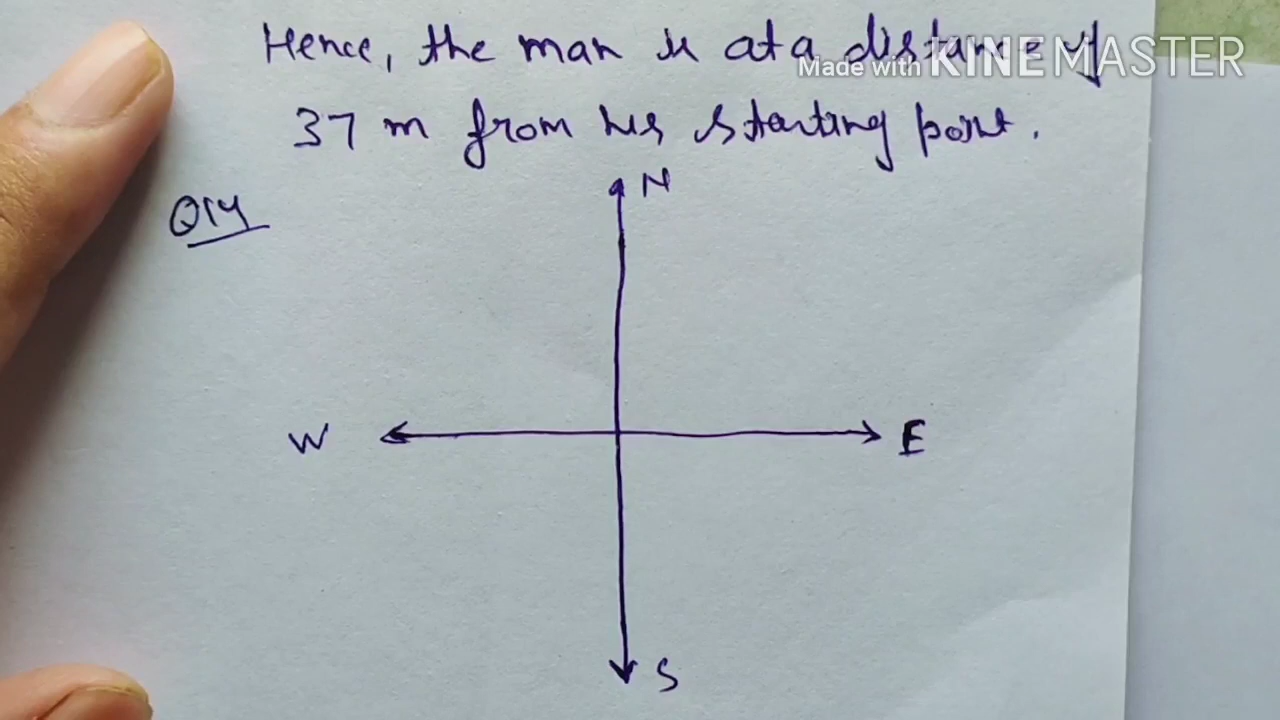 Hence, the man is at a distance of
Made with KINEMASTER
37 m from his starting point.
N
Q14
W
E
S